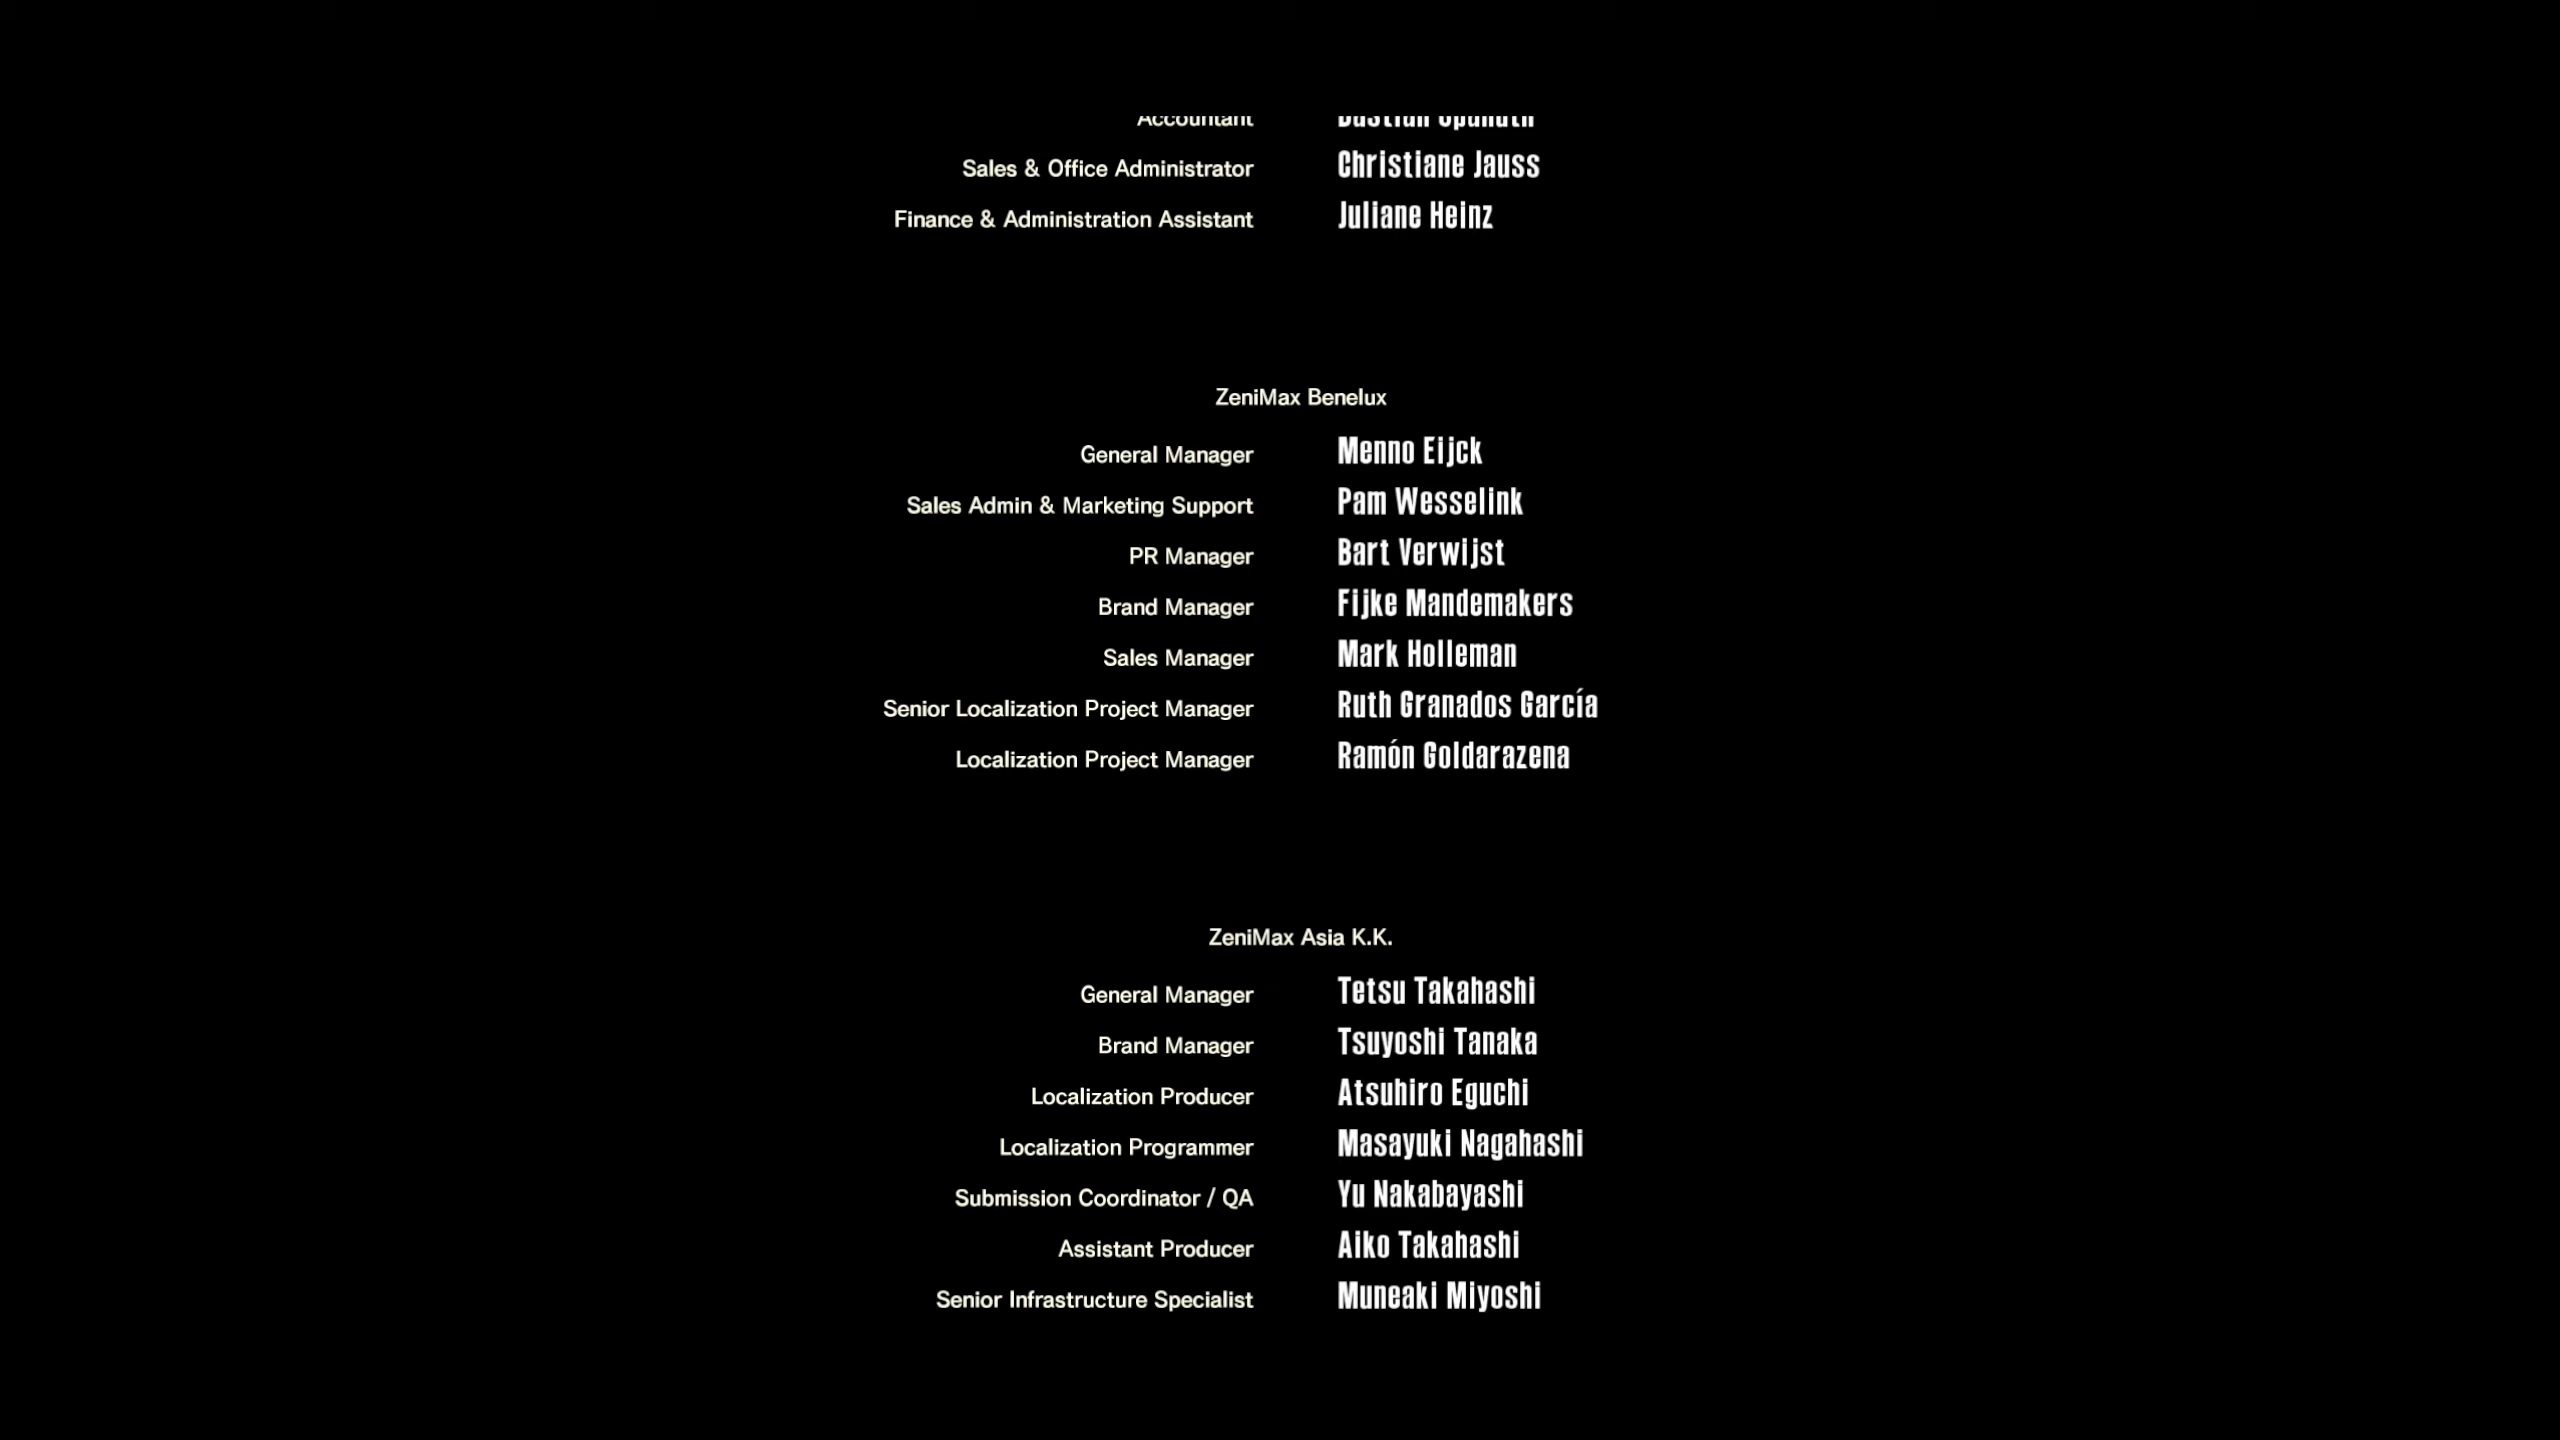 Accountant
Sales & Office Administrator Christiane Jauss
Finance & Administration Assistant Juliane Heinz
ZeniMax Benelux
General Manager Menno Eijck
Sales Admin & Marketing Support Pam Wesselink
PR Manager Bart Verwijst
Brand Manager Fijke Mandemakers
Sales Manager Mark Holleman
Senior Localization Project Manager Ruth Granados García
Localization Project Manager Ramón Goldarazena
ZeniMax Asia K.K.
General Manager Tetsu Takahashi
Brand Manager Tsuyoshi Tanaka
Localization Producer Atsuhiro Eguchi
Localization Programmer Masayuki Nagahashi
Submission Coordinator / QA Yu Nakabayashi
Assistant Producer Aiko Takahashi
Senior Infrastructure Specialist Muneaki Miyoshi